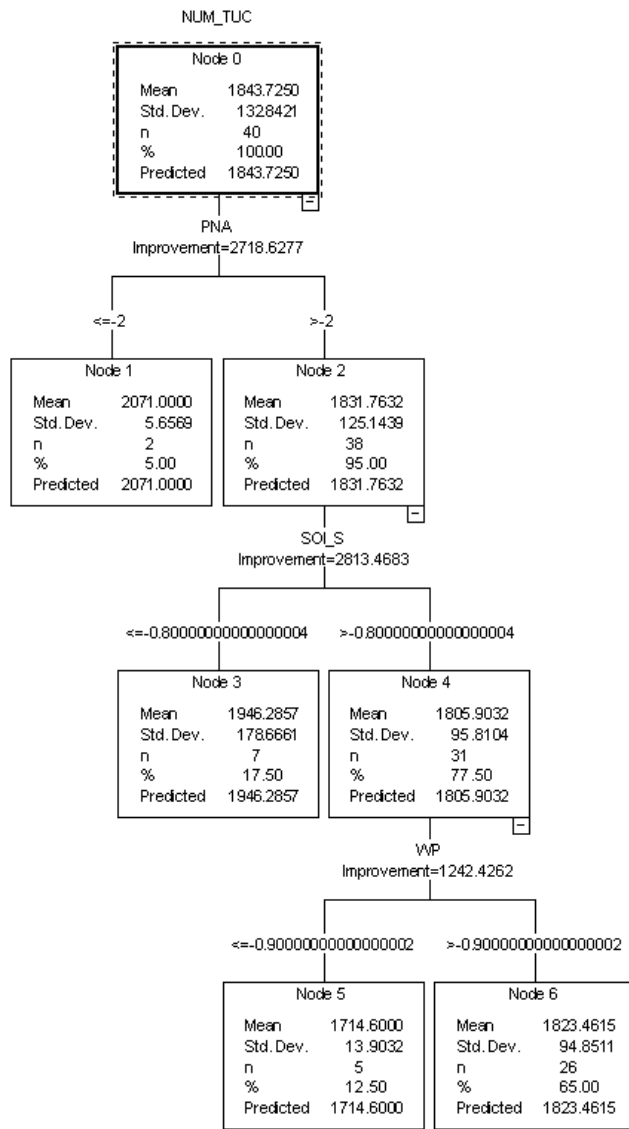 NUM_TUC
Node 0
Mean 1843.7250
Std. Dev. 132.8421
n 40
% 100.00
Predicted 1843.7250
PNA
Improvement=2718.6277
<=-2 >-2
Node 1
Mean 2071.0000
Std. Dev. 5.6569
n 2
% 5.00
Predicted 2071.0000
Node 2
Mean 1831.7632
Std. Dev. 125.1439
n 38
% 95.00
Predicted 1831.7632
SOI_S
Improvement=2813.4683
<=-0.80000000000000004 >-0.80000000000000004
Node 3
Mean 1946.2857
Std. Dev. 178.6661
n 7
% 17.50
Predicted 1946.2857
Node 4
Mean 1805.9032
Std. Dev. 95.8104
n 31
% 77.50
Predicted 1805.9032
WP
Improvement=1242.4262
<=-0.90000000000000002 >-0.90000000000000002
Node 5
Mean 1714.6000
Std. Dev. 13.9032
n 5
% 12.50
Predicted 1714.6000
Node 6
Mean 1823.4615
Std. Dev. 94.8511
n 26
% 65.00
Predicted 1823.4615